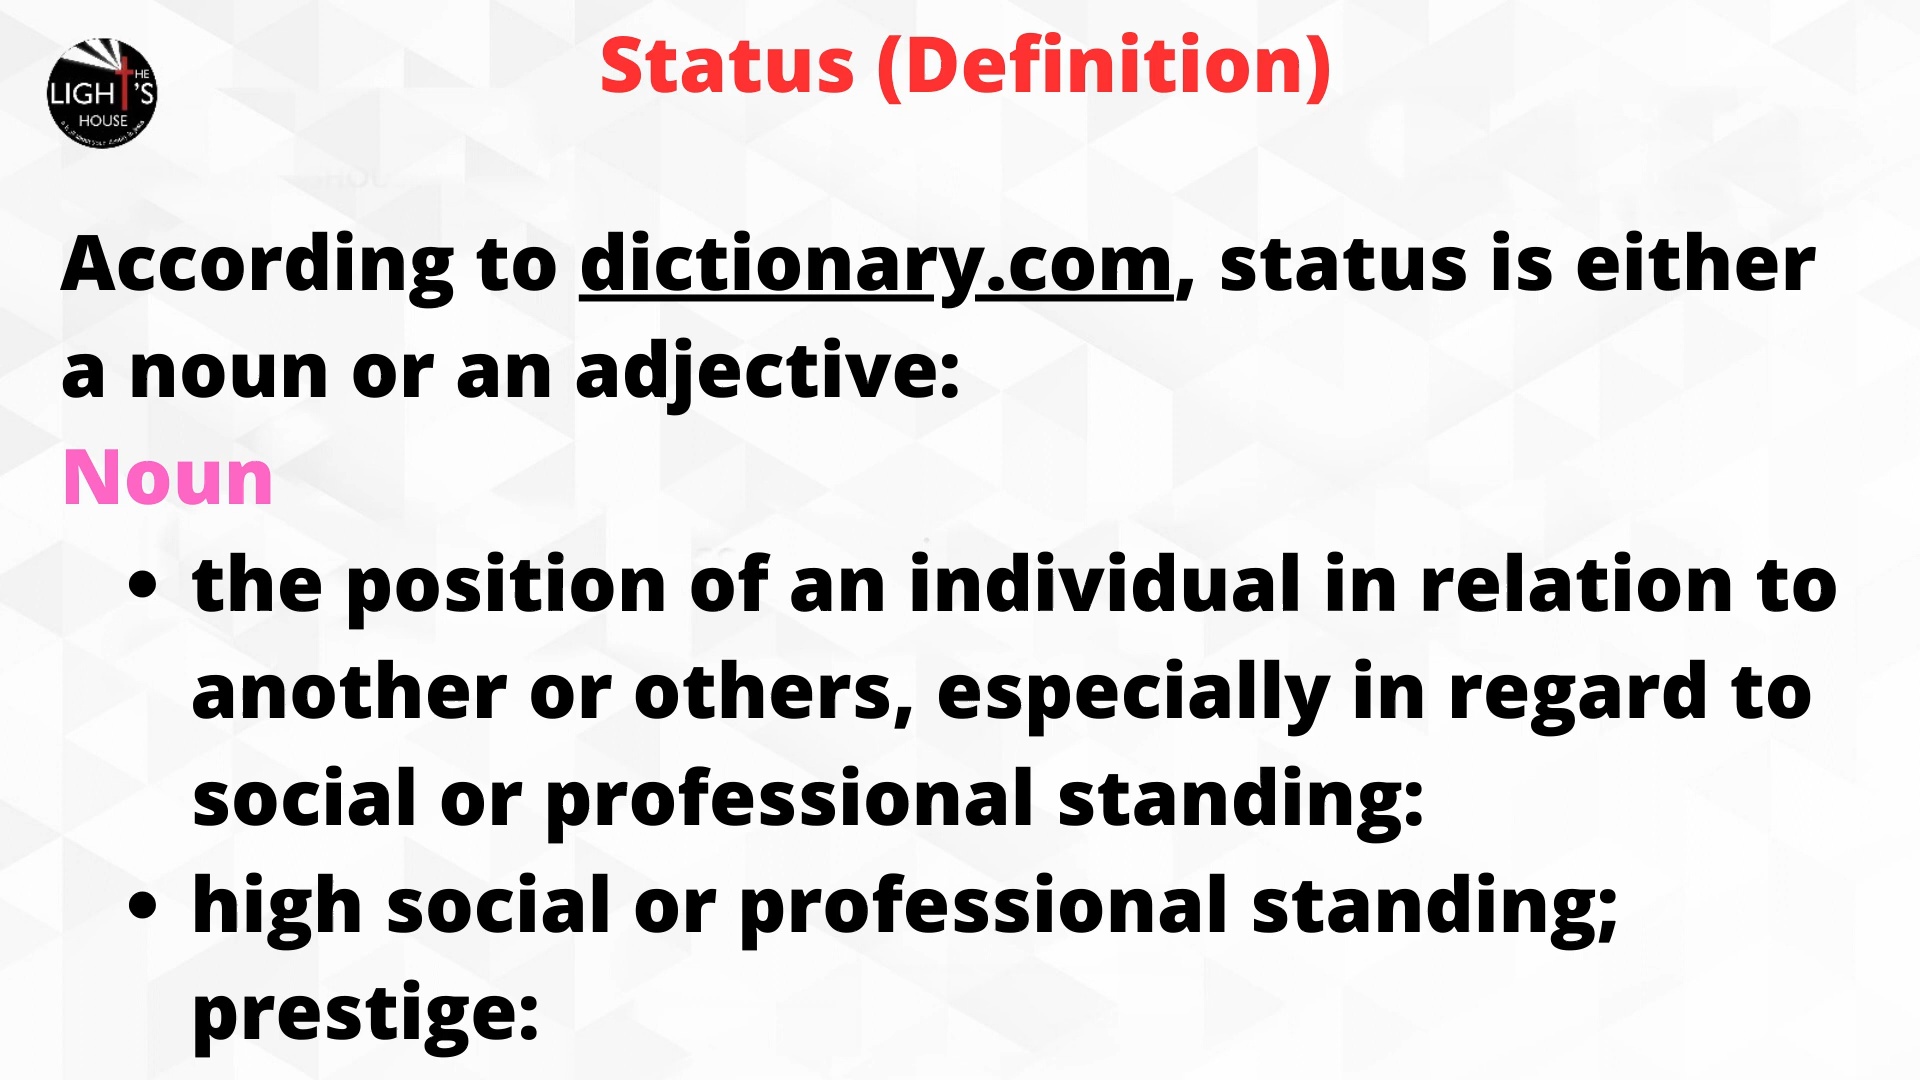 Status (Definition)
THE
LIGHT'S
HOUSE
According to dictionary.com, status is either
a noun or an adjective:
Noun
• the position of an individual in relation to
another or others, especially in regard to
social or professional standing:
• high social or professional standing;
prestige: